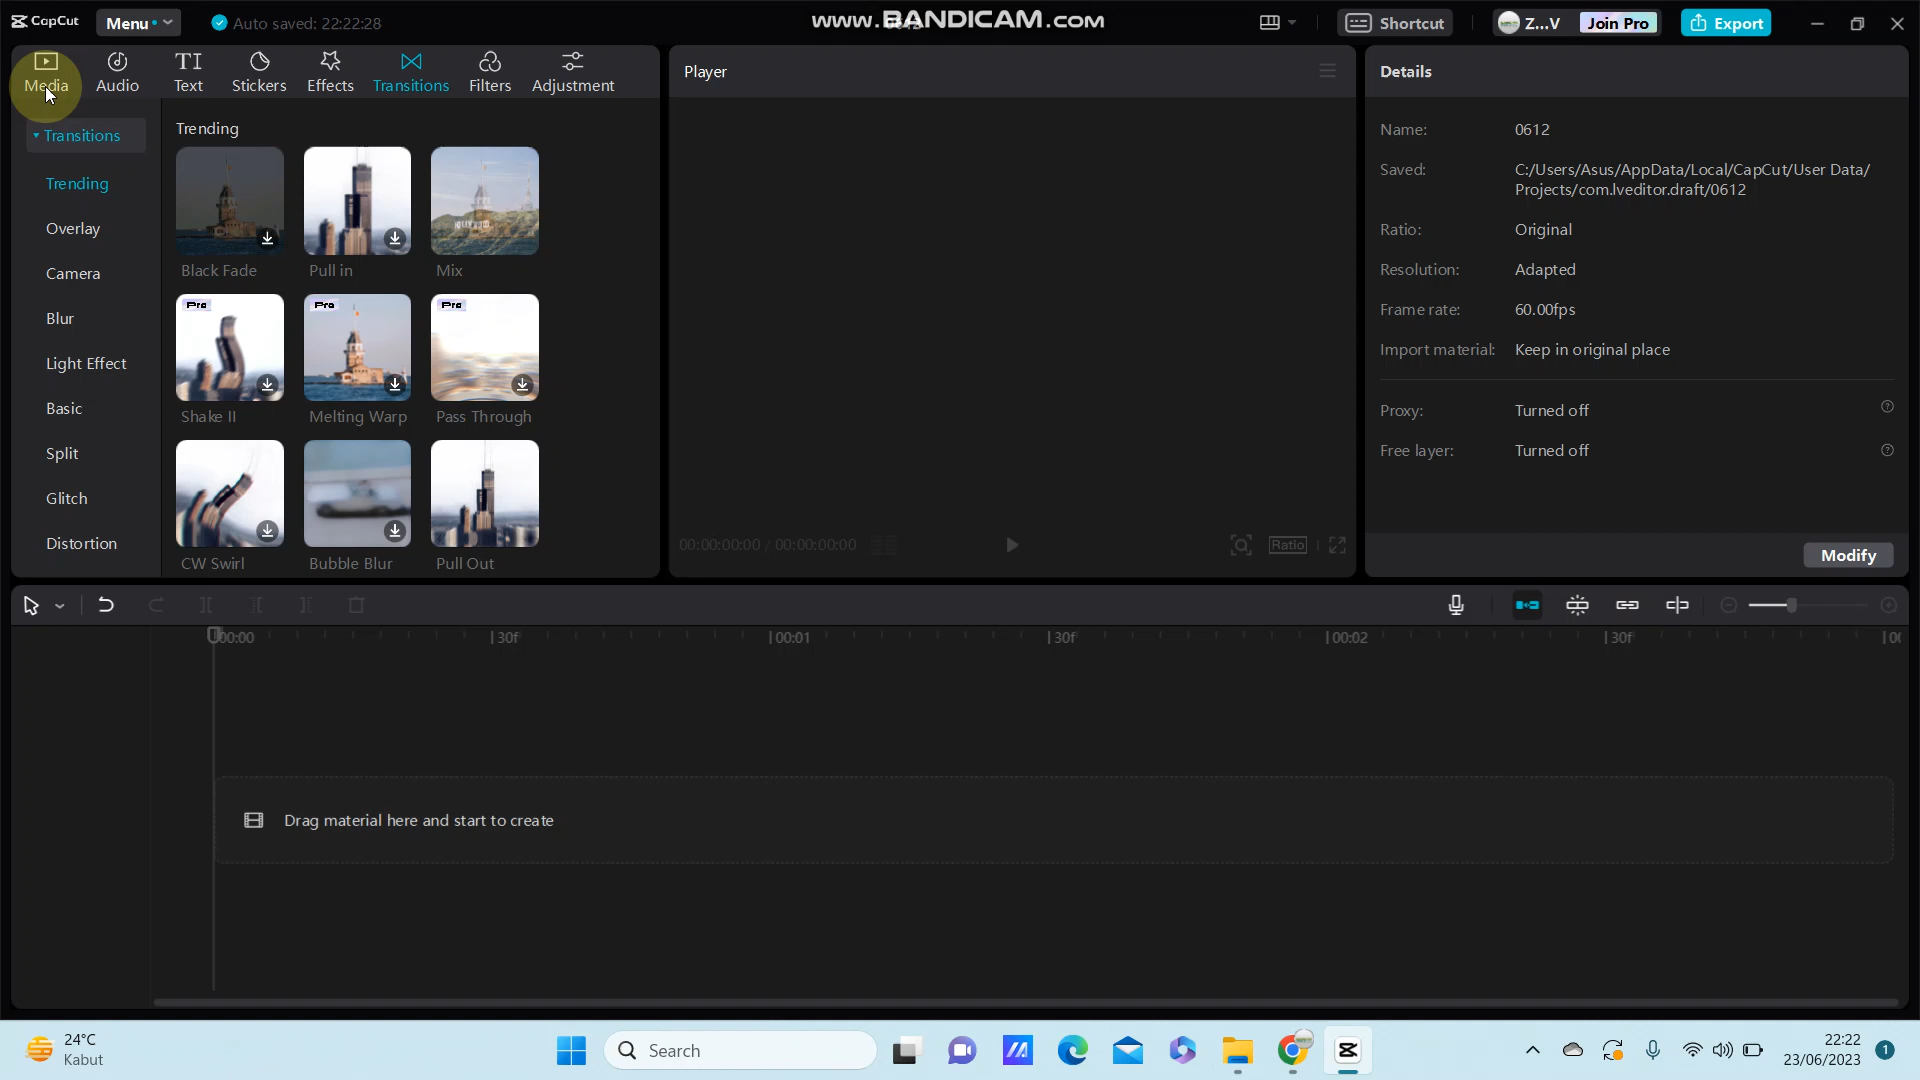 CapCut
Menu
Auto saved: 22:22:28
www.BANDICAM.com
Shortcut
Z...V
Join Pro
Export
Media
Audio
Text
Stickers
Effects
Transitions
Filters
Adjustment
Player
Details
Transitions
Trending
Overlay
Camera
Blur
Light Effect
Basic
Split
Glitch
Distortion
Trending
Black Fade
Pull in
Mix
Pro
Pro
Pro
Shake II
Melting Warp
Pass Through
CW Swirl
Bubble Blur
Pull Out
HOLLYWOOD
00:00:00:00 / 00:00:00:00
Ratio
Name:
0612
Saved:
C:/Users/Asus/AppData/Local/CapCut/User Data/
Projects/com.lveditor.draft/0612
Ratio:
Original
Resolution:
Adapted
Frame rate:
60.00fps
Import material:
Keep in original place
Proxy:
Turned off
Free layer:
Turned off
Modify
00:00
30f
00:01
30f
00:02
30f
Drag material here and start to create
24°C
Kabut
Search
22:22
23/06/2023
1